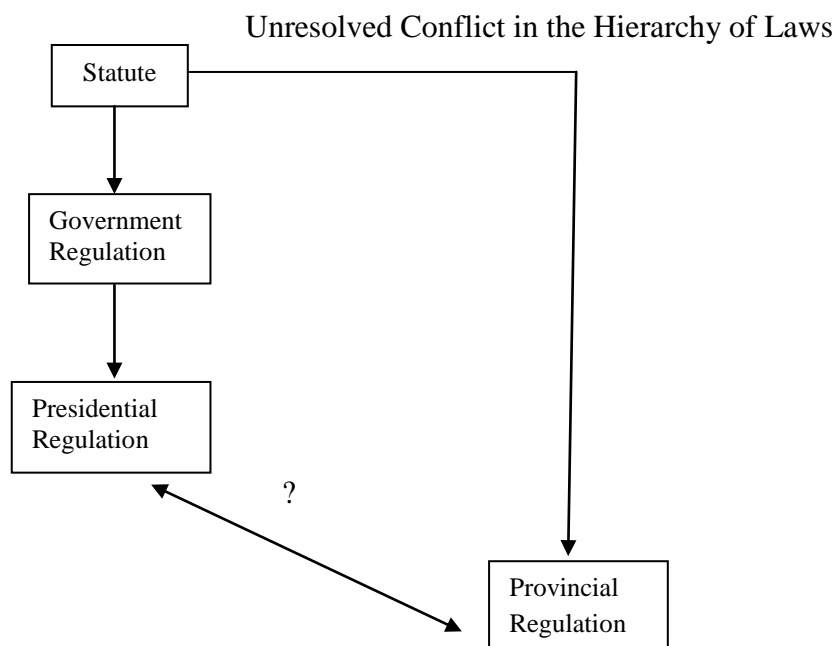 Unresolved Conflict in the Hierarchy of Laws
Statute
Government
Regulation
Presidential
Regulation
?
Provincial
Regulation